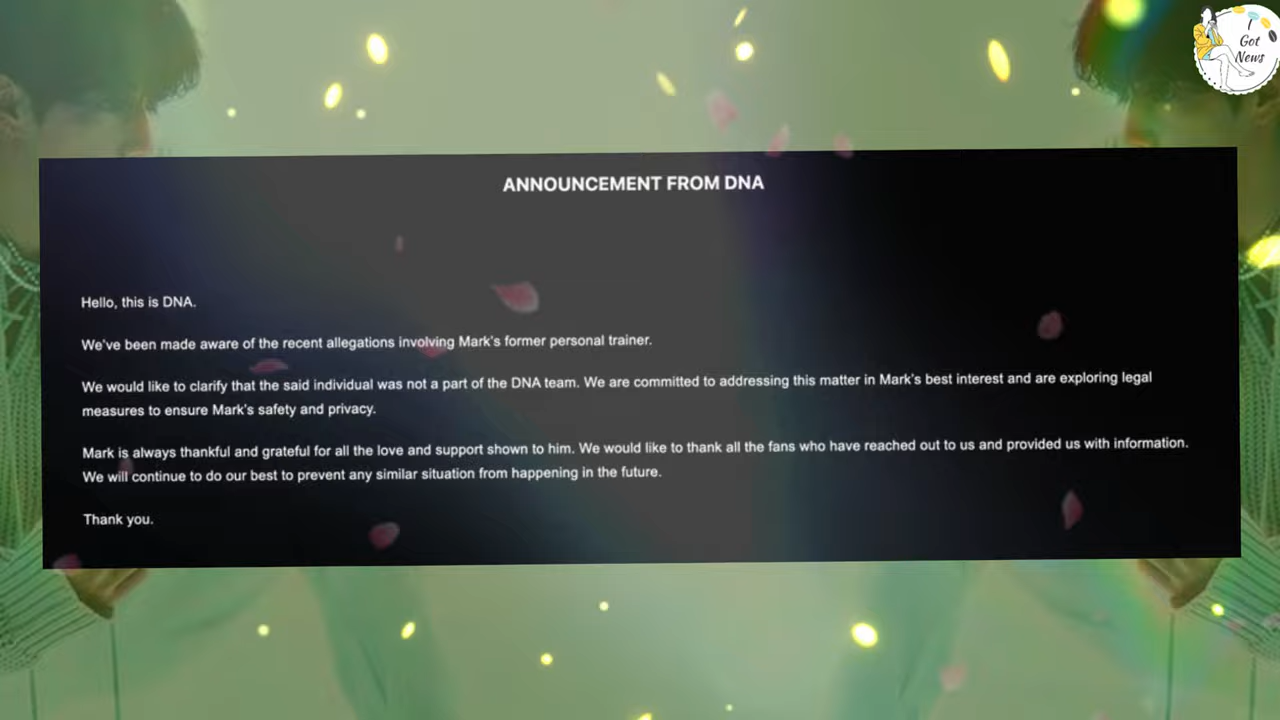 I
Got
News
ANNOUNCEMENT FROM DNA
Hello, this is DNA.
We've been made aware of the recent allegations involving Mark's former personal trainer.
We would like to clarify that the said individual was not a part of the DNA team. We are committed to addressing this matter in Mark's best interest and are exploring legal
measures to ensure Mark's safety and privacy.
Mark is always thankful and grateful for all the love and support shown to him. We would like to thank all the fans who have reached out to us and provided us with information.
We will continue to do our best to prevent any similar situation from happening in the future.
Thank you.